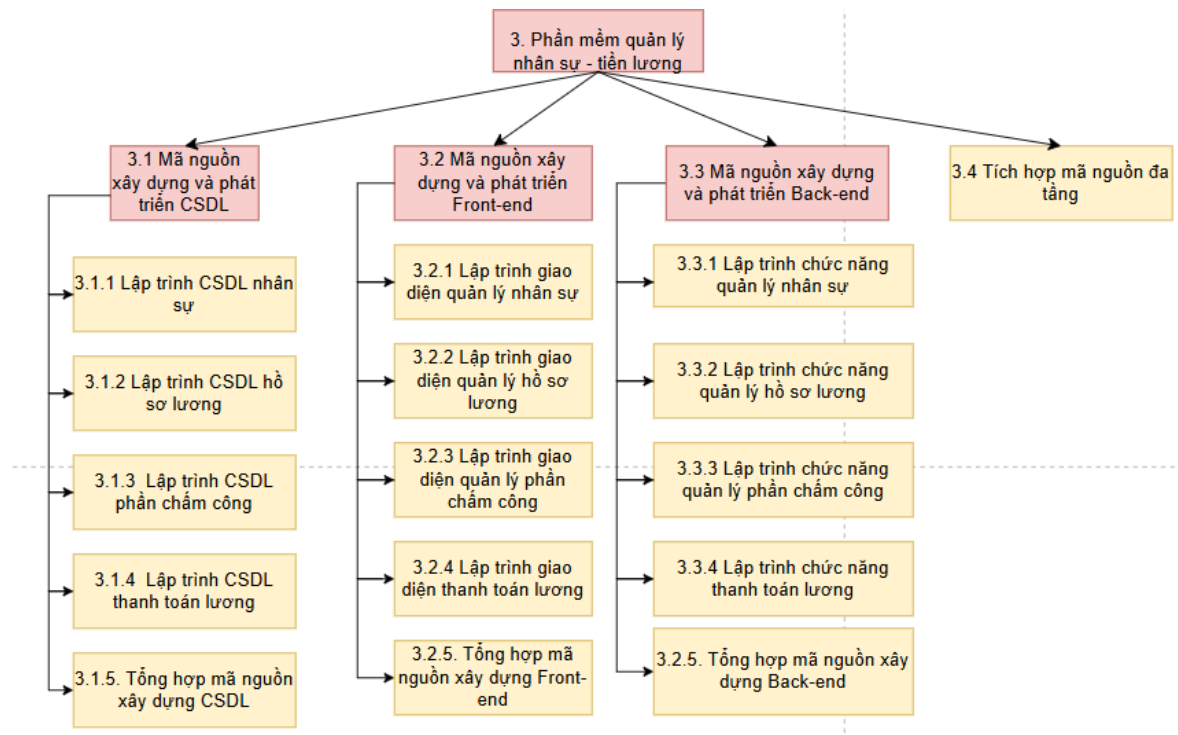 3. Phần mềm quản lý
nhân sự - tiền lương
3.1 Mã nguồn
xây dựng và phát
triển CSDL
3.2 Mã nguồn xây
dựng và phát triển
Front-end
3.3 Mã nguồn xây dựng
và phát triển Back-end
3.4 Tích hợp mã nguồn đa
tầng
3.1.1 Lập trình CSDL nhân
sự
3.1.2 Lập trình CSDL hồ
sơ lương
3.1.3 Lập trình CSDL
phần chấm công
3.1.4 Lập trình CSDL
thanh toán lương
3.1.5. Tổng hợp mã nguồn
xây dựng CSDL
3.2.1 Lập trình giao
diện quản lý nhân sự
3.2.2 Lập trình giao
diện quản lý hồ sơ
lương
3.2.3 Lập trình giao
diện quản lý phần
chấm công
3.2.4 Lập trình giao
diện thanh toán lương
3.2.5. Tổng hợp mã
nguồn xây dựng Front-
end
3.3.1 Lập trình chức năng
quản lý nhân sự
3.3.2 Lập trình chức năng
quản lý hồ sơ lương
3.3.3 Lập trình chức năng
quản lý phần chấm công
3.3.4 Lập trình chức năng
thanh toán lương
3.2.5. Tổng hợp mã nguồn xây
dựng Back-end